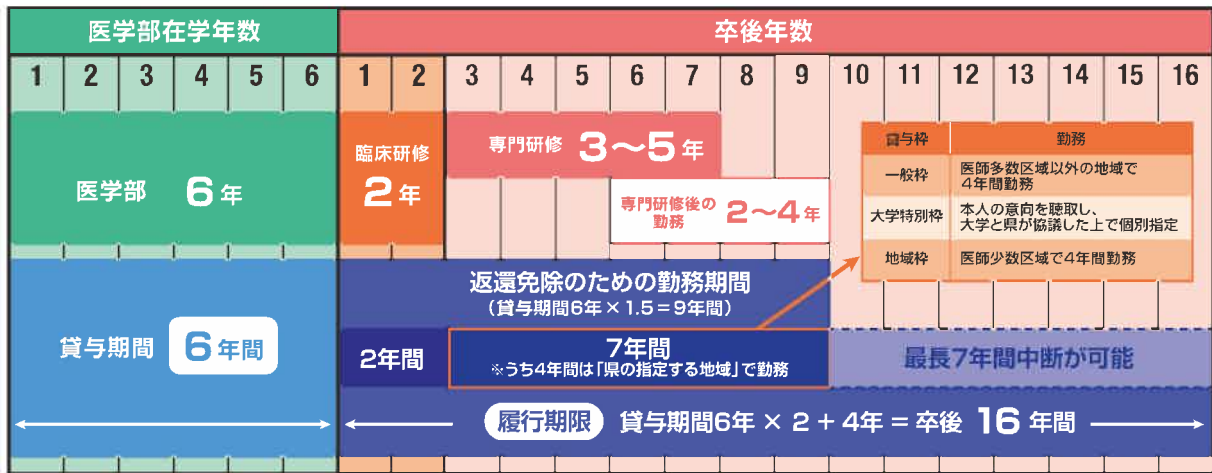 医学部在学年数
卒後年数
1 2 3 4 5 6 1 2 3 4 5 6 7 8 9 10 11 12 13 14 15 16
医学部 6年
臨床研修
2年
専門研修 3〜5年
専門研修後の
勤務
2〜4年
貸与枠 勤務
一般枠 医師多数区域以外の地域で
4年間勤務
大学特別枠 本人の意向を聴取し、
大学と県が協議した上で個別指定
地域枠 医師少数区域で4年間勤務
返還免除のための勤務期間
(貸与期間6年×1.5=9年間)
貸与期間 6年間
2年間
7年間
※うち4年間は「県の指定する地域」で勤務
最長7年間中断が可能
履行期限 貸与期間6年 × 2 + 4年 = 卒後 16 年間